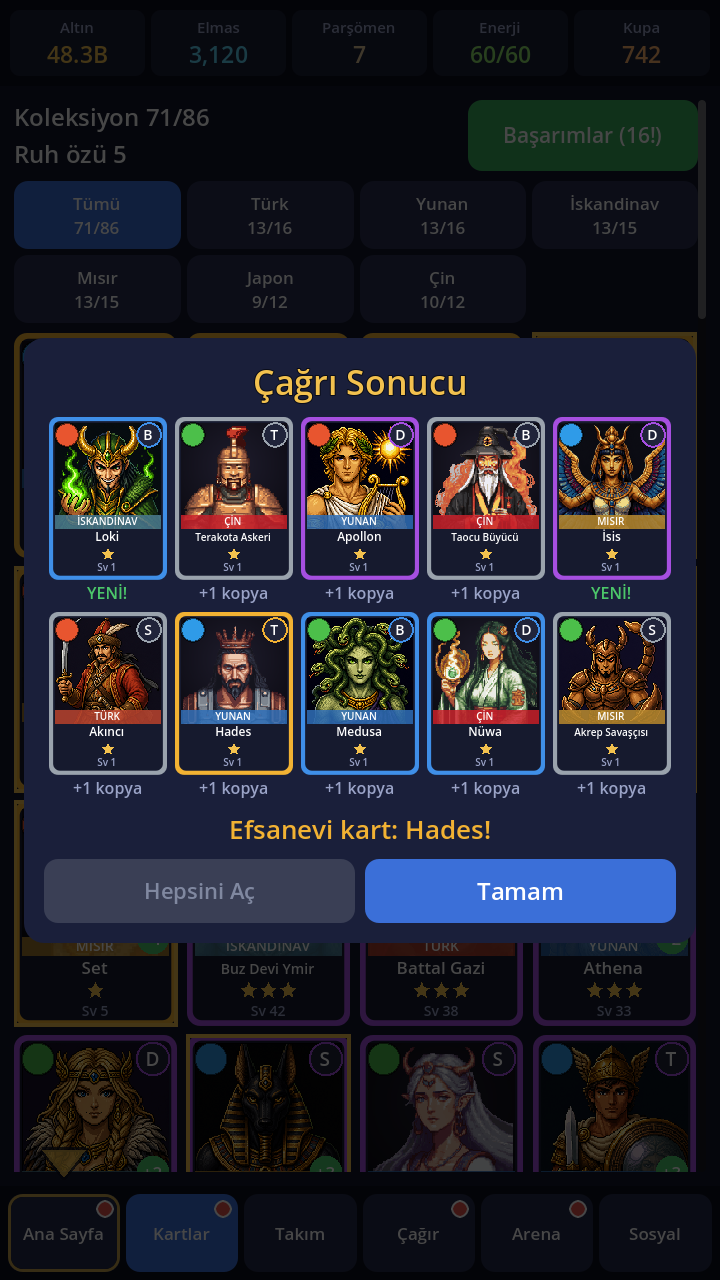 Altın
48.3B
Elmas
3,120
Parşömen
7
Enerji
60/60
Kupa
742
Koleksiyon 71/86
Ruh özü 5
Başarımlar (16!)
Tümü
71/86
Türk
13/16
Yunan
13/16
İskandinav
13/15
Mısır
13/15
Japon
9/12
Çin
10/12
Çağrı Sonucu
B
İSKANDİNAV
Loki
Sv 1
YENİ!
T
ÇİN
Terakota Askeri
Sv 1
+1 kopya
D
YUNAN
Apollon
Sv 1
+1 kopya
B
ÇİN
Taocu Büyücü
Sv 1
+1 kopya
D
MISIR
İsis
Sv 1
YENİ!
S
TÜRK
Akıncı
Sv 1
+1 kopya
T
YUNAN
Hades
Sv 1
+1 kopya
B
YUNAN
Medusa
Sv 1
+1 kopya
D
ÇİN
Nüwa
Sv 1
+1 kopya
S
MISIR
Akrep Savaşçısı
Sv 1
+1 kopya
Efsanevi kart: Hades!
Hepsini Aç
Tamam
MISIR
Set
Sv 5
İSKANDİNAV
Buz Devi Ymir
Sv 42
TÜRK
Battal Gazi
Sv 38
YUNAN
Athena
Sv 33
D
S
S
T
Ana Sayfa
Kartlar
Takım
Çağır
Arena
Sosyal